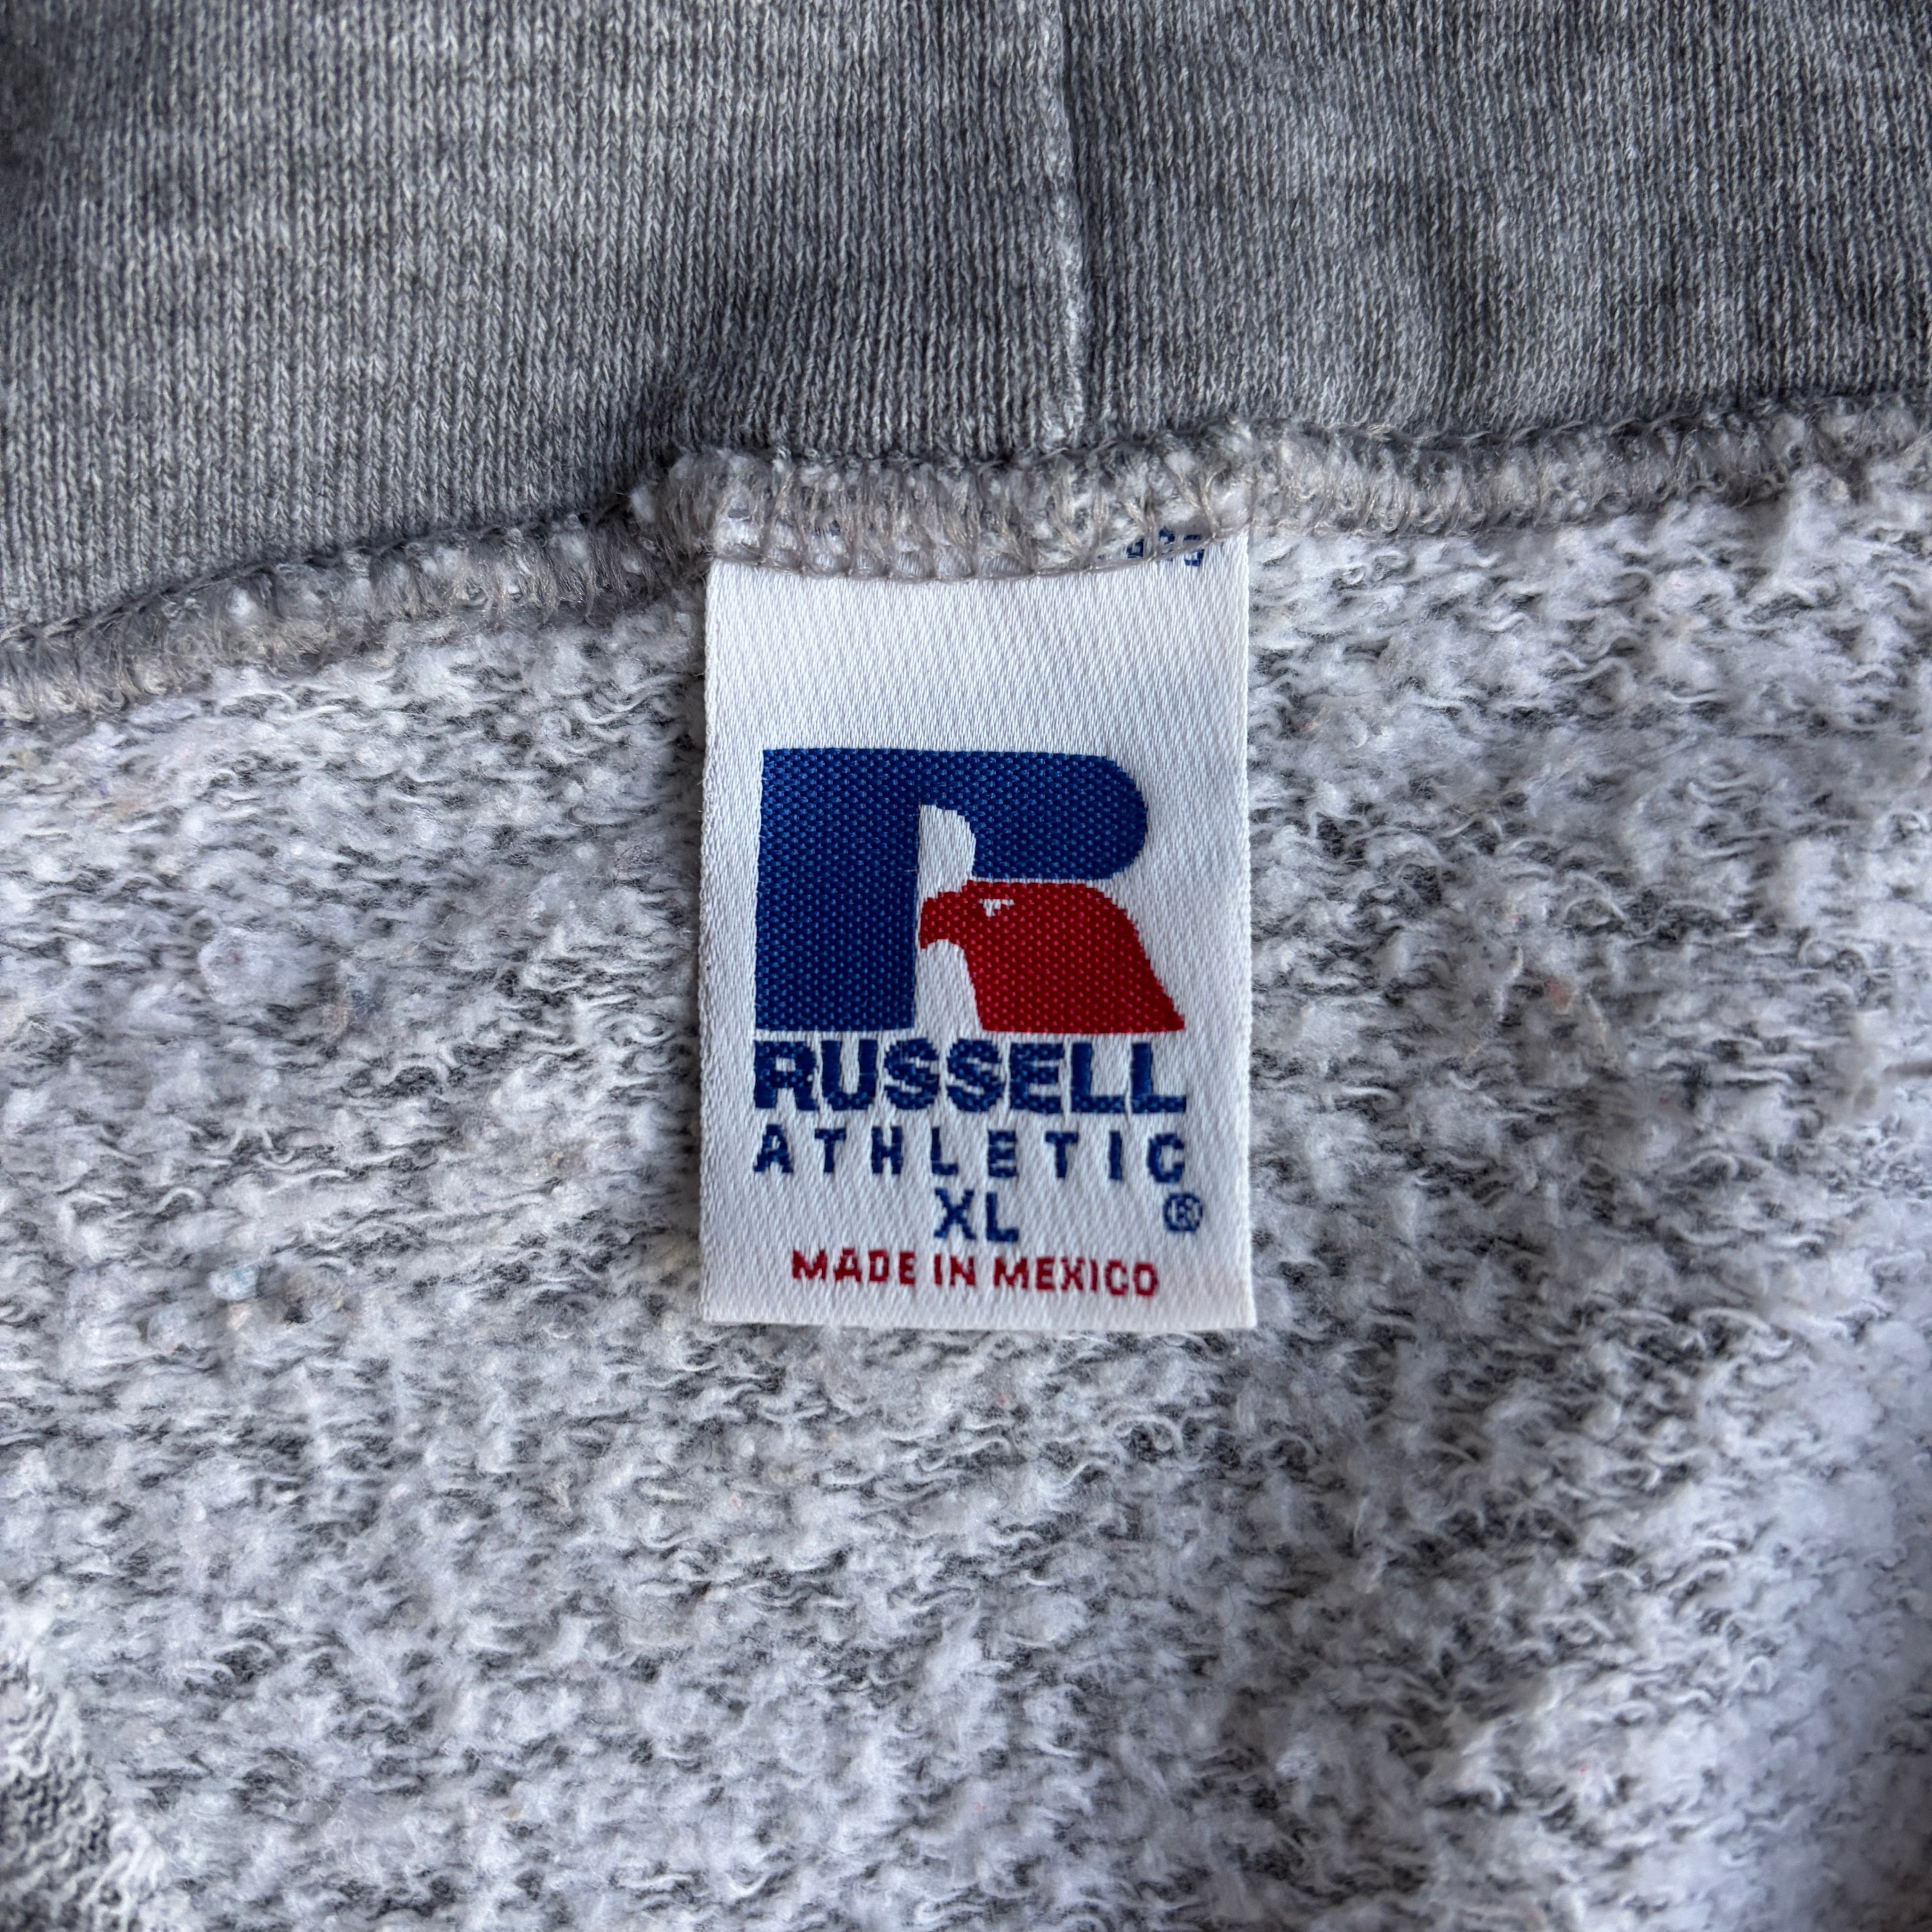 RUSSELL
ATHLETIC
XL ®
MADE IN MEXICO